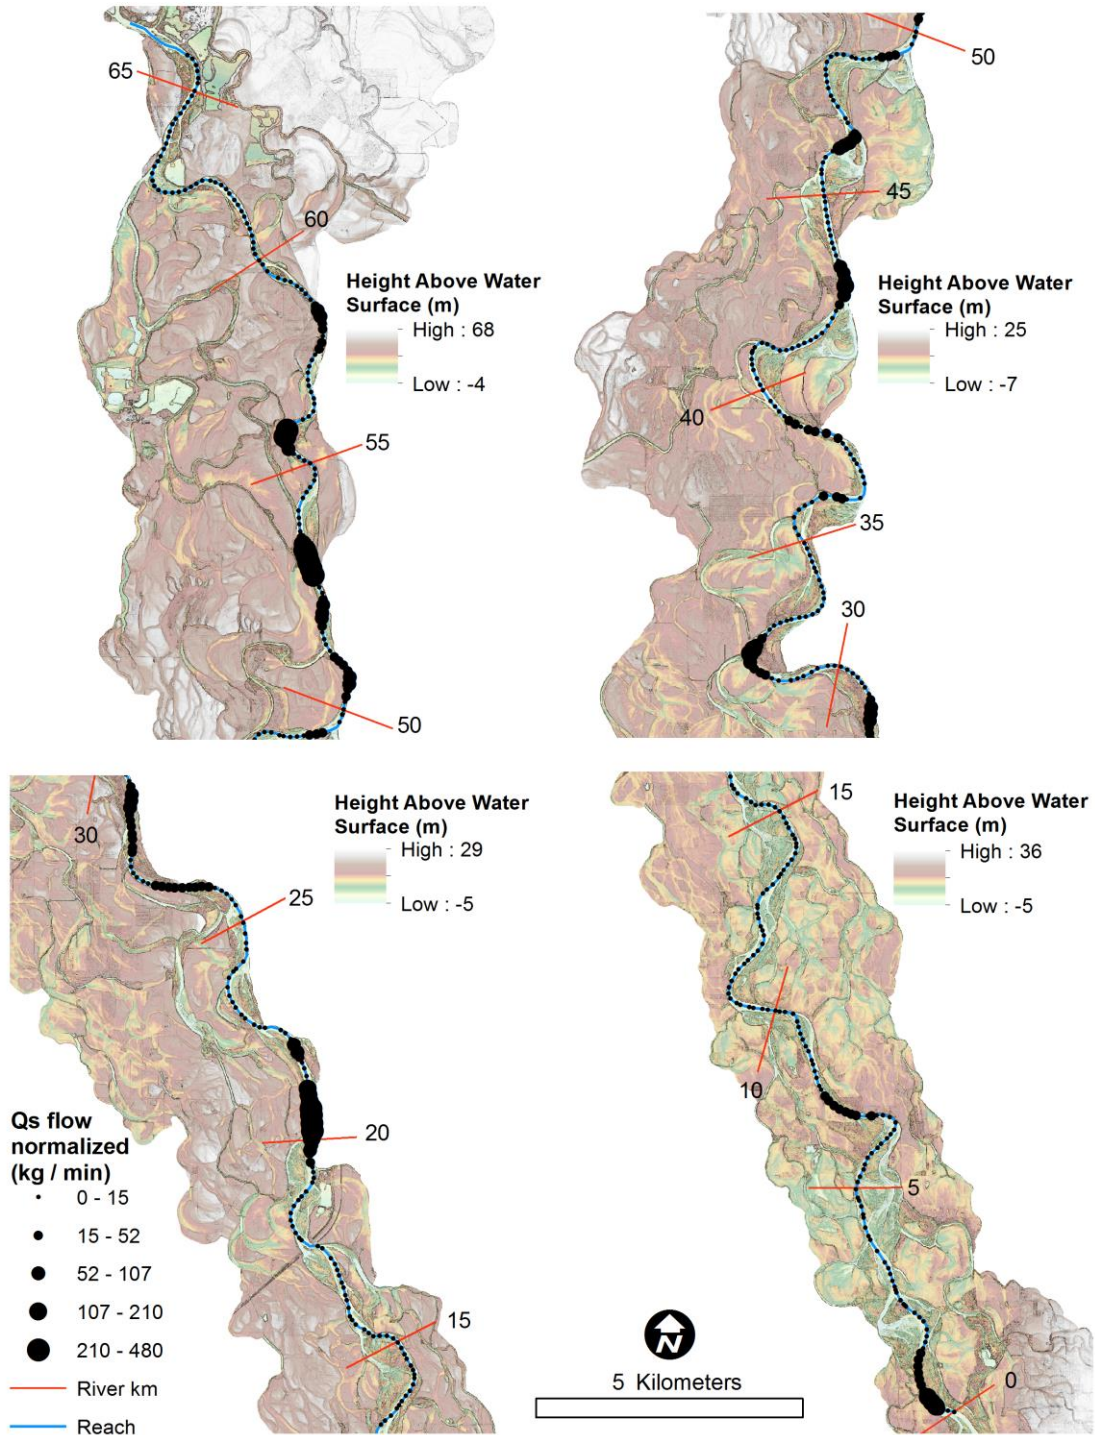 65
60
55
50
Height Above Water
Surface (m)
High : 68
Low : -4
50
45
40
35
30
Height Above Water
Surface (m)
High : 25
Low : -7
30
25
20
15
Height Above Water
Surface (m)
High : 29
Low : -5
15
10
5
0
Height Above Water
Surface (m)
High : 36
Low : -5
Qs flow
normalized
(kg / min)
0 - 15
15 - 52
52 - 107
107 - 210
210 - 480
River km
Reach
N
5 Kilometers